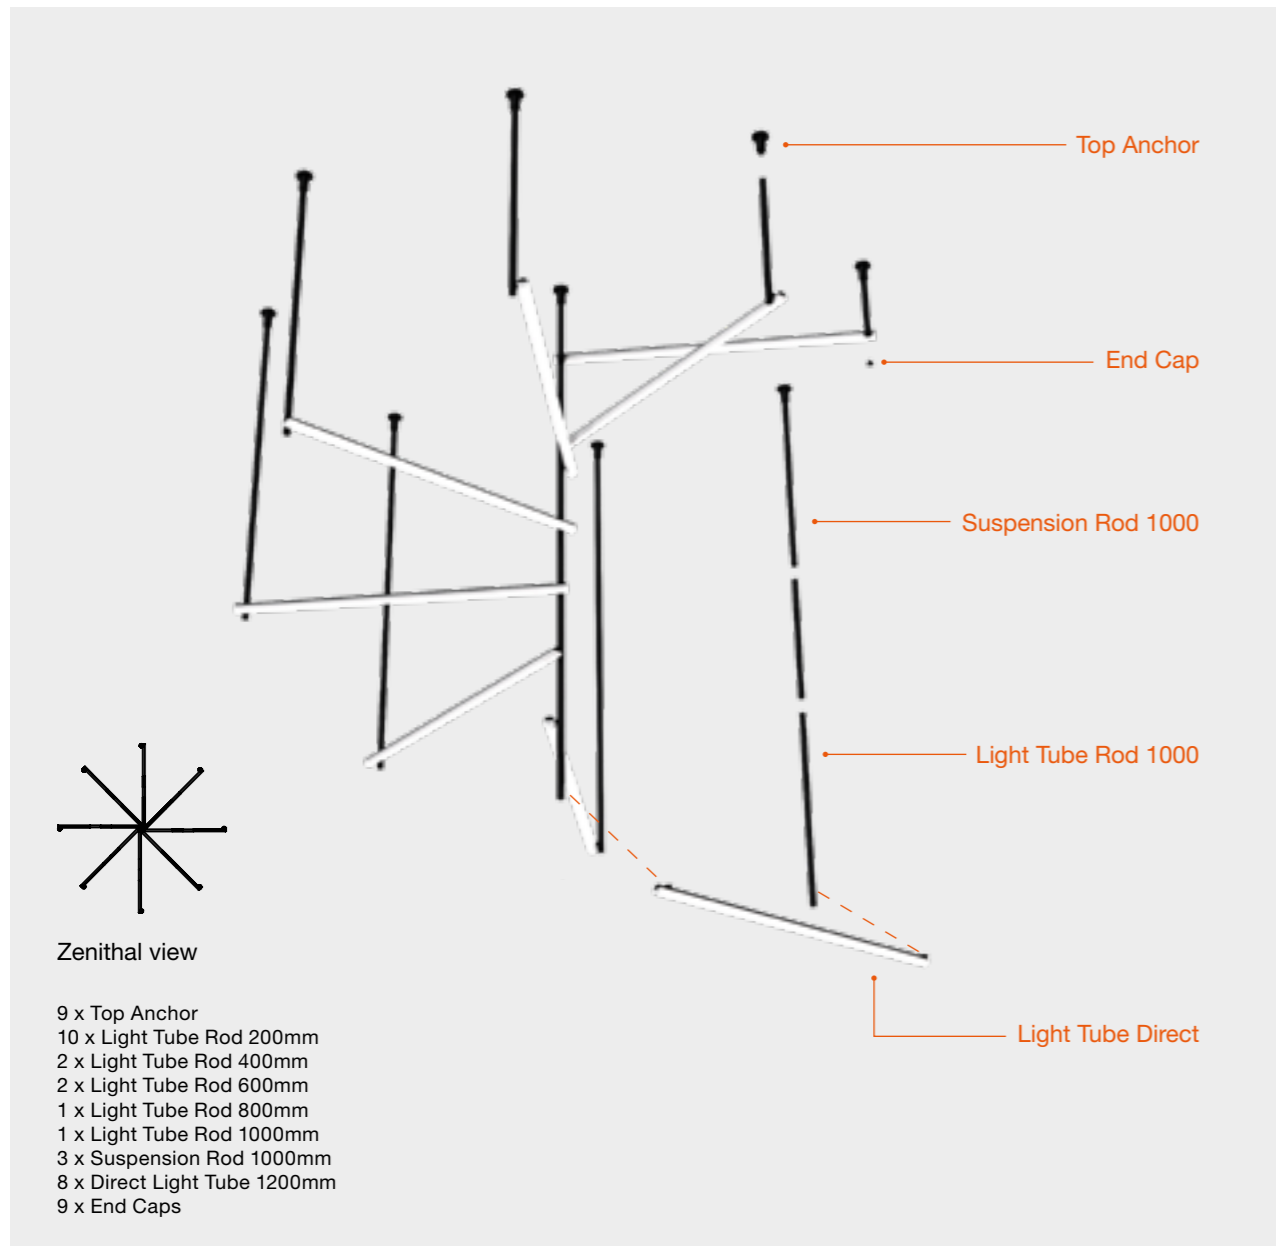 Top Anchor
End Cap
Suspension Rod 1000
Light Tube Rod 1000
Light Tube Direct
Zenithal view
9 x Top Anchor
10 x Light Tube Rod 200mm
2 x Light Tube Rod 400mm
2 x Light Tube Rod 600mm
1 x Light Tube Rod 800mm
1 x Light Tube Rod 1000mm
3 x Suspension Rod 1000mm
8 x Direct Light Tube 1200mm
9 x End Caps